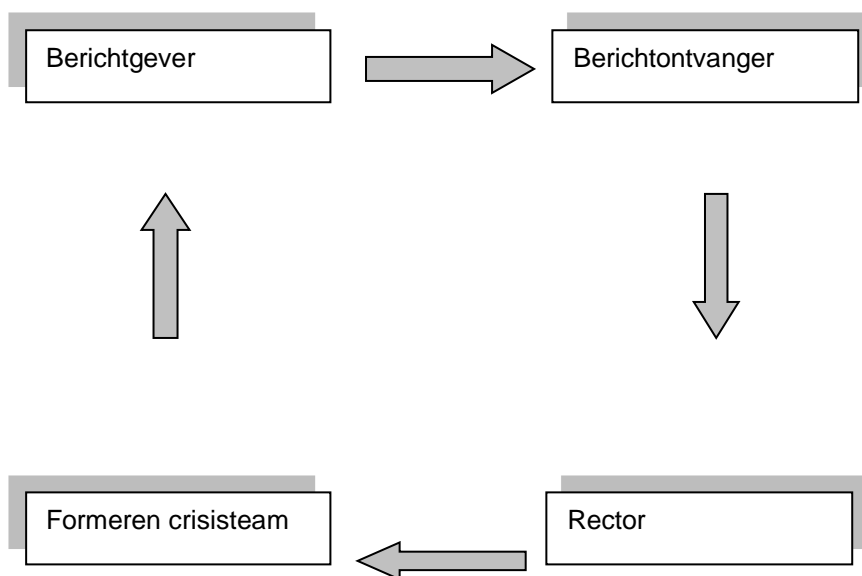 Berichtgever
Berichtontvanger
Formeren crisisteam
Rector